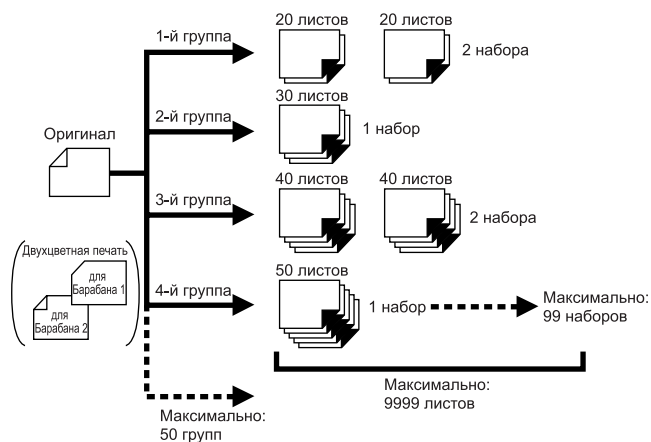 20 листов 20 листов
1-й группа
2 набора
30 листов
2-й группа
1 набор
Оригинал
40 листов 40 листов
3-й группа
2 набора
Двухцветная печать
для
Барабана 1
для
Барабана 2
50 листов
4-й группа
1 набор
Максимально:
99 наборов
Максимально:
9999 листов
Максимально:
50 групп